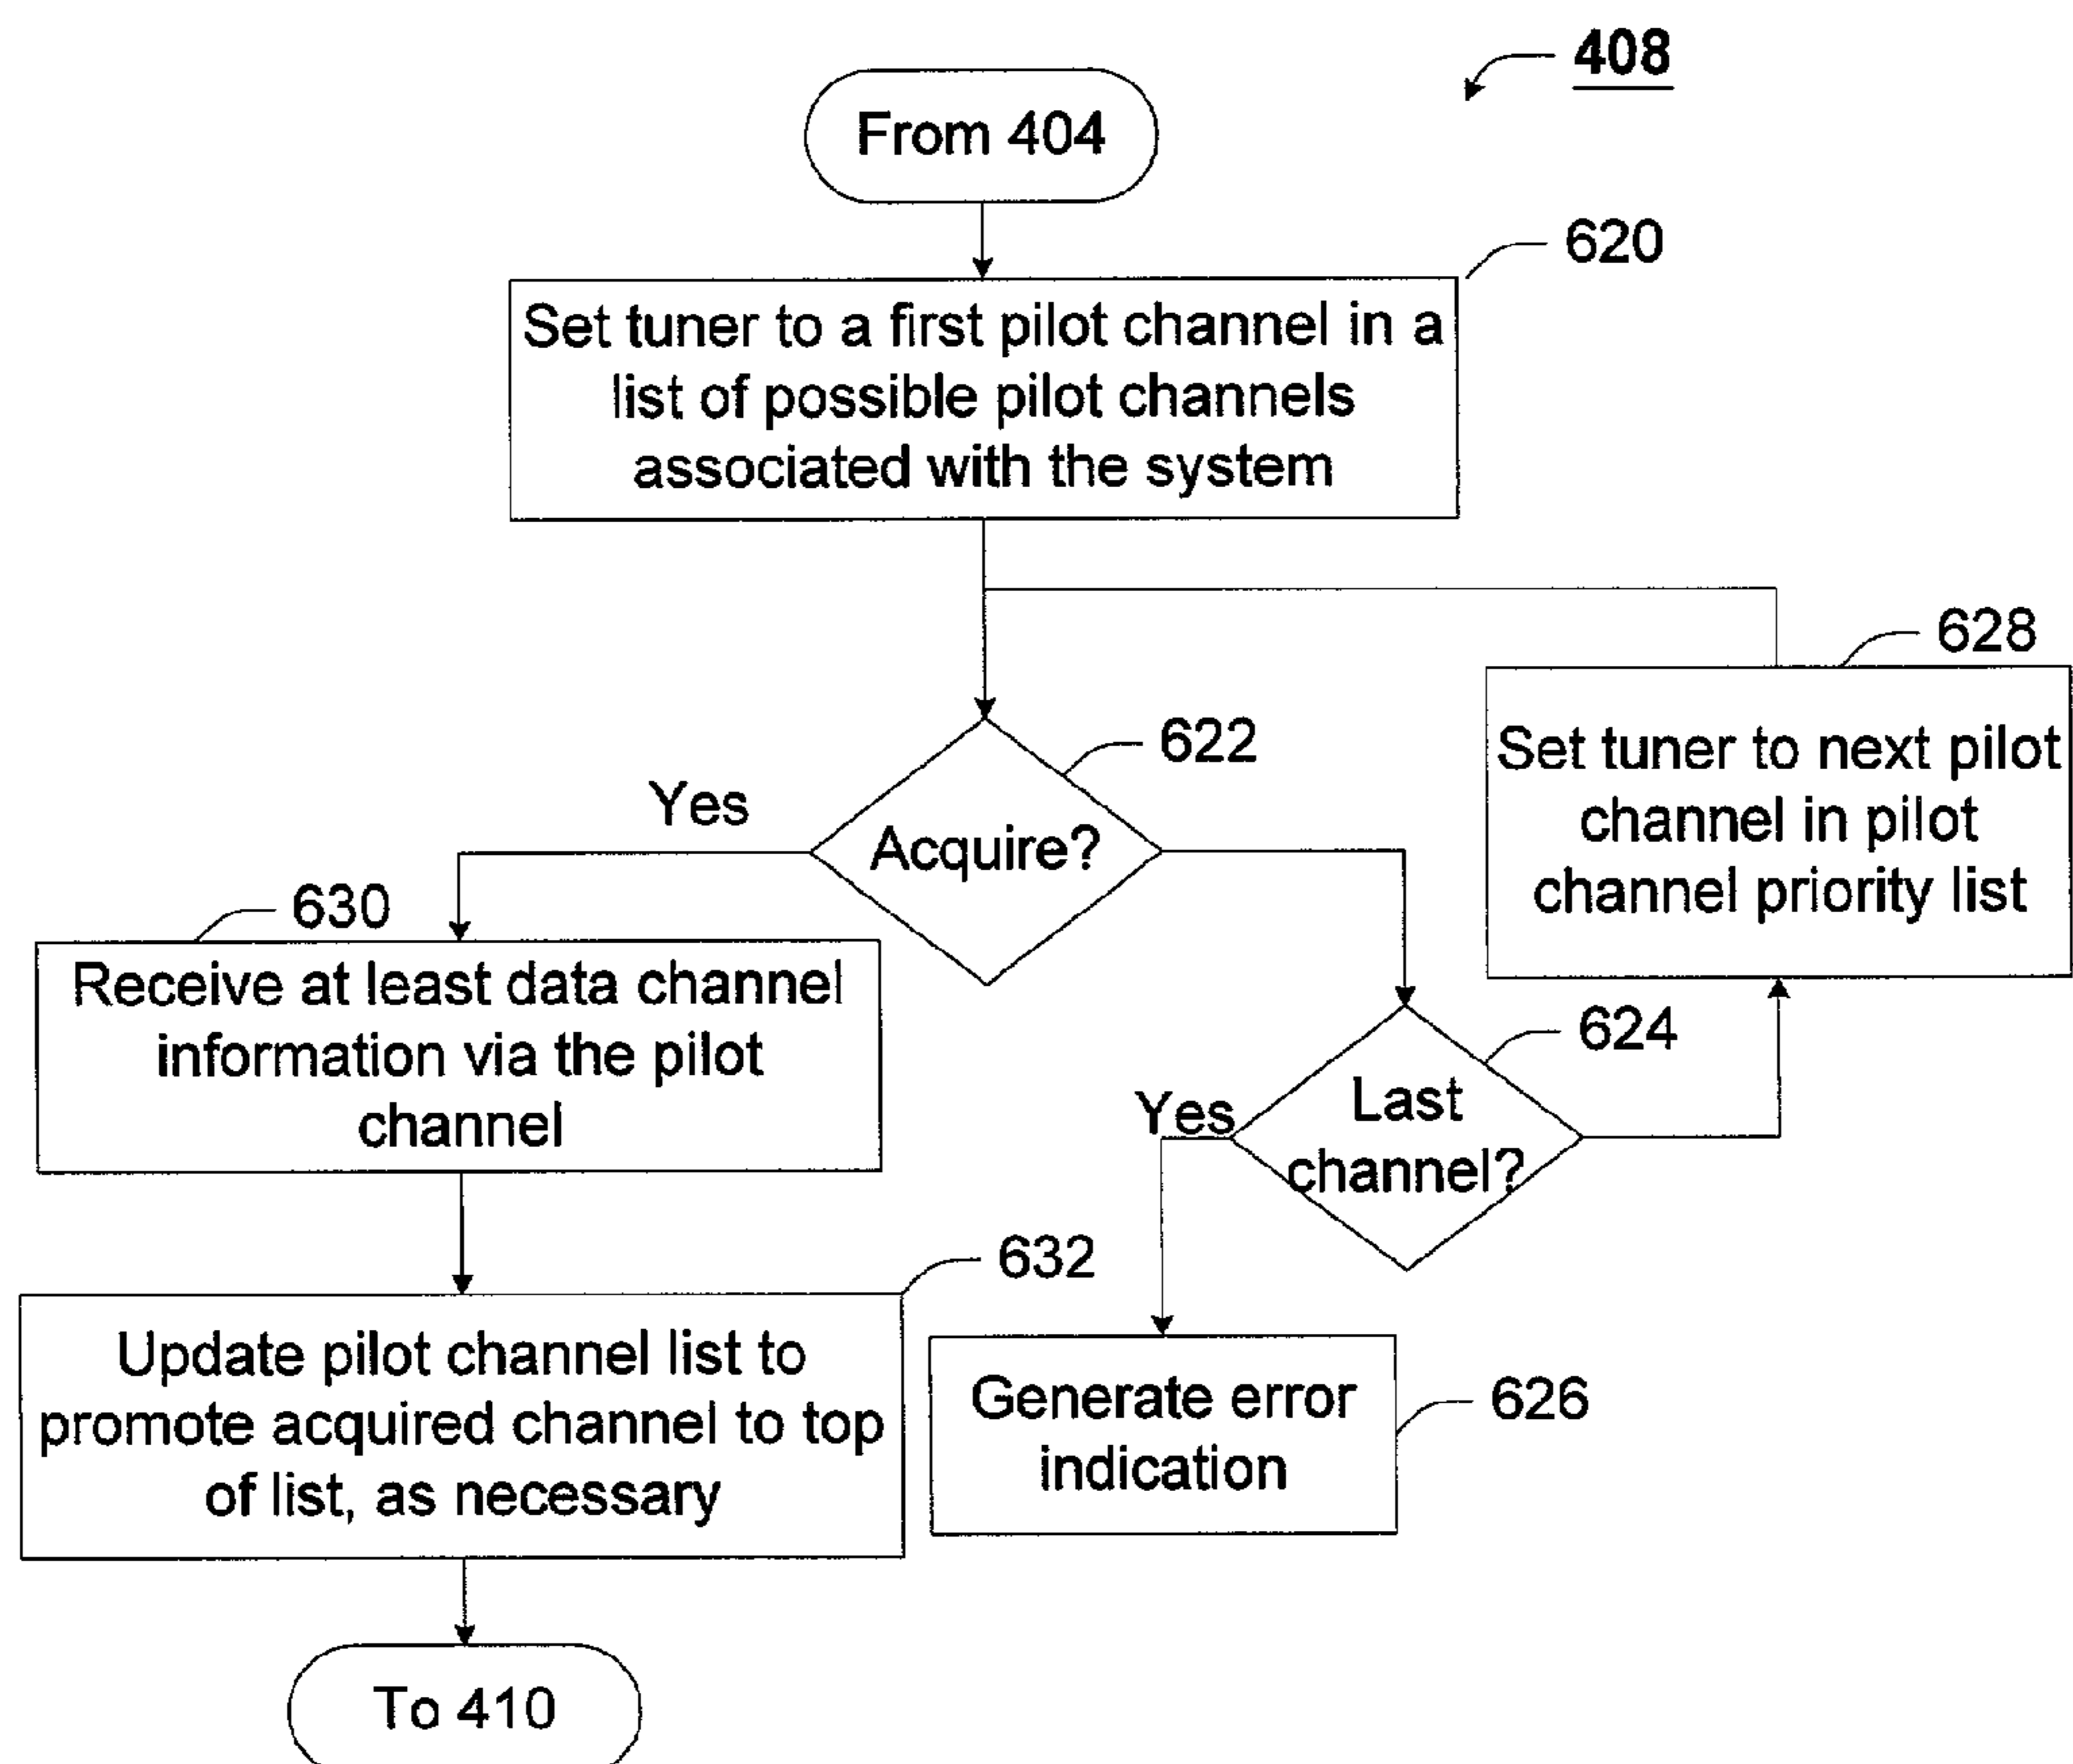 408
From 404
620
Set tuner to a first pilot channel in a
list of possible pilot channels
associated with the system
628
Set tuner to next pilot
channel in pilot
channel priority list
622
Yes
Acquire?
630
Receive at least data channel
information via the pilot
channel
624
Yes
Last
channel?
632
Update pilot channel list to
promote acquired channel to top
of list, as necessary
Generate error
indication
626
To 410